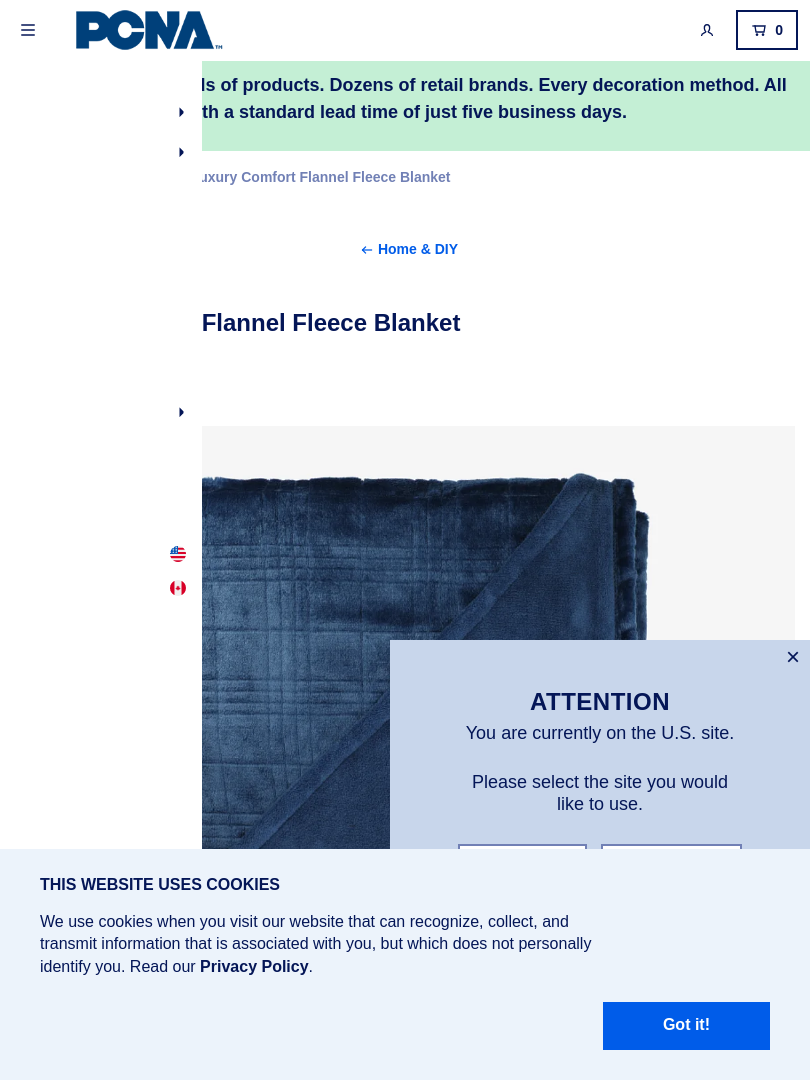 PCNA™
0
of products. Dozens of retail brands. Every decoration method. All
a standard lead time of just five business days.
Comfort Flannel Fleece Blanket
← Home & DIY
Flannel Fleece Blanket
×
ATTENTION
You are currently on the U.S. site.
Please select the site you would
like to use.
THIS WEBSITE USES COOKIES
We use cookies when you visit our website that can recognize, collect, and
transmit information that is associated with you, but which does not personally
identify you. Read our Privacy Policy.
Got it!